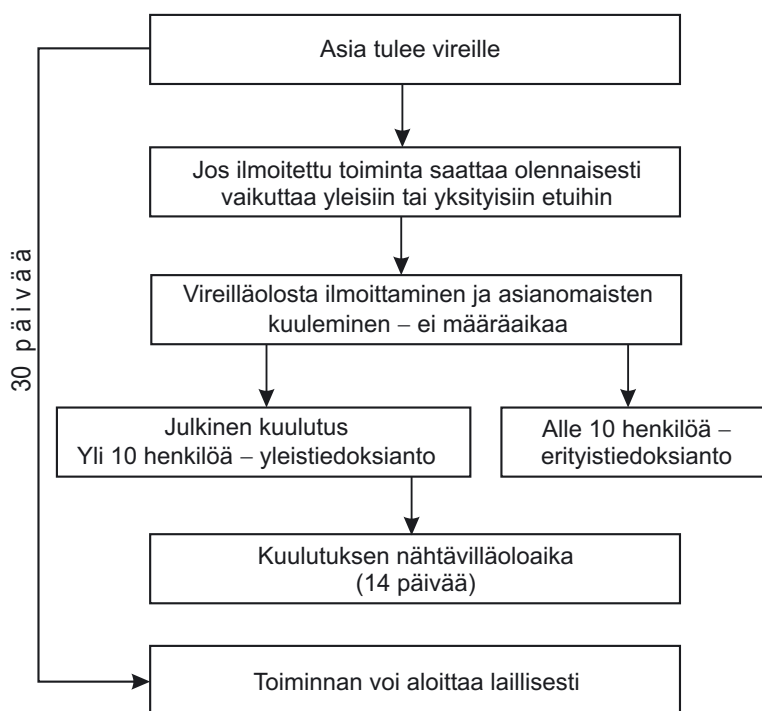 Asia tulee vireille
Jos ilmoitettu toiminta saattaa olennaisesti
vaikuttaa yleisiin tai yksityisiin etuihin
30 päivää
Vireilläolosta ilmoittaminen ja asianomaisten
kuuleminen – ei määräaikaa
Julkinen kuulutus
Yli 10 henkilöä – yleistiedoksianto
Alle 10 henkilöä –
erityistiedoksianto
Kuulutuksen nähtävilläoloaika
(14 päivää)
Toiminnan voi aloittaa laillisesti